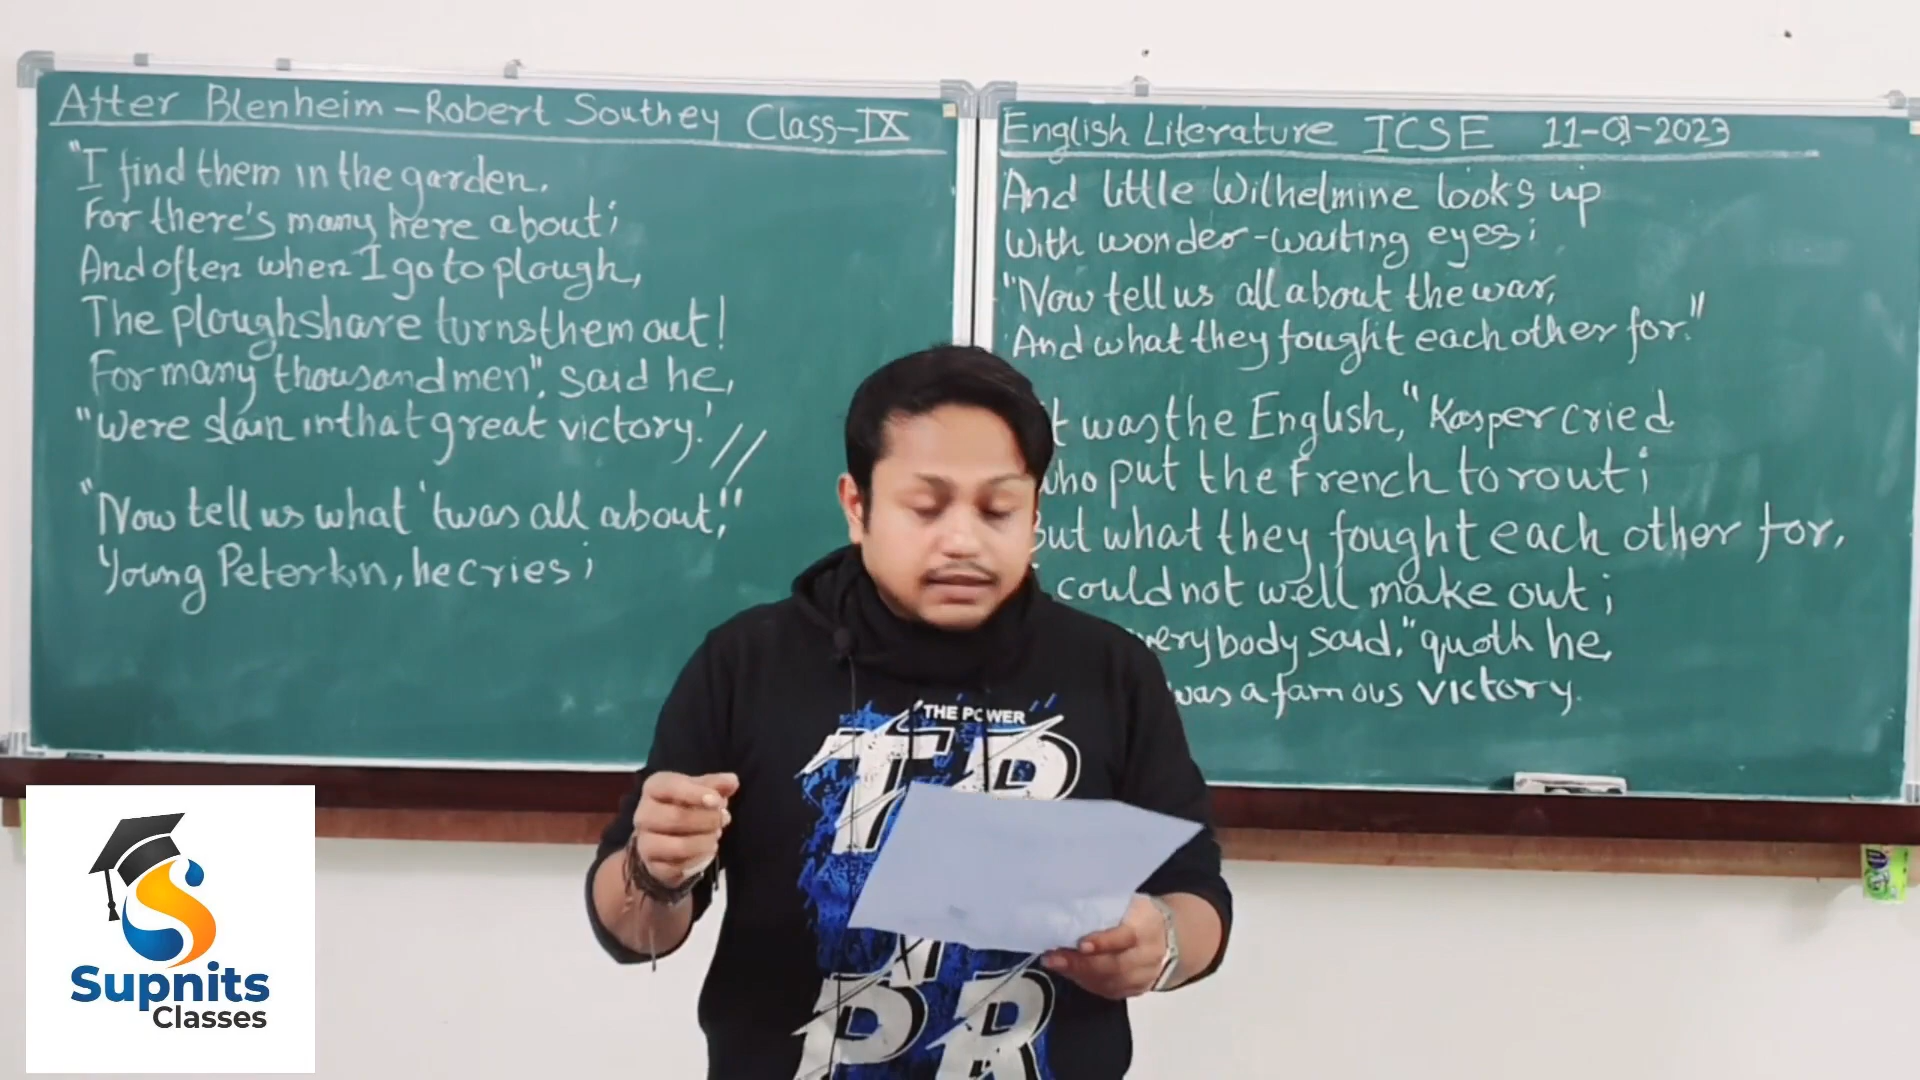 After Blenheim - Robert Southey Class-IX
"I find them in the garden.
For there's many here about;
And often when I go to plough,
The ploughshare turns them out!
For many thousand men", said he,
"Were slain in that great victory.'
"Now tell us what 'twas all about,"
Young Peterkin, he cries;
English Literature ICSE 11-01-2023
And little Wilhelmine looks up
With wonder-waiting eyes;
"Now tell us all about the war,
And what they fought each other for."
t was the English," Kasper cried
who put the French to rout;
But what they fought each other for,
could not well make out;
everybody said," quoth he,
was a famous victory.
THE POWER
Supnits
Classes